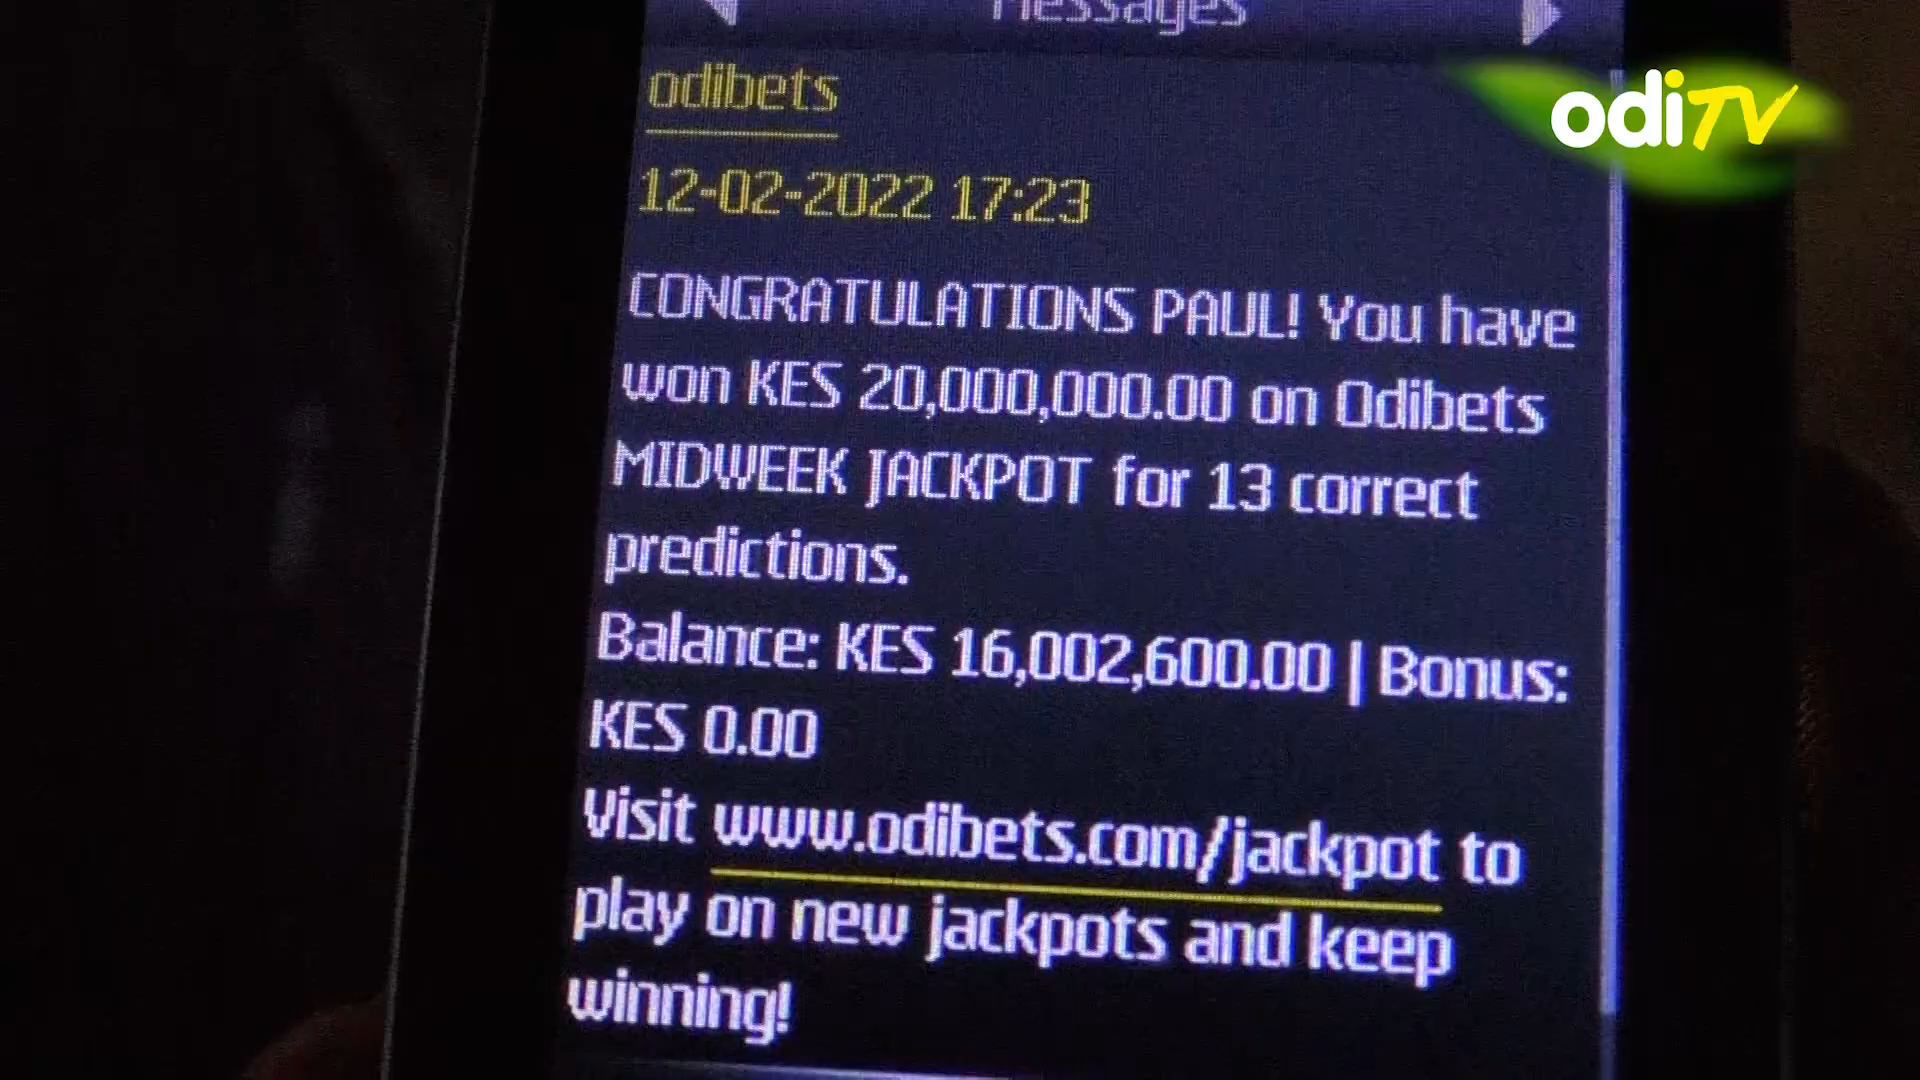 Messages
odibets
odiTV
12-02-2022 17:23
CONGRATULATIONS PAUL! You have
won KES 20,000,000.00 on Odibets
MIDWEEK JACKPOT for 13 correct
predictions.
Balance: KES 16,002,600.00 | Bonus:
KES 0.00
Visit www.odibets.com/jackpot to
play on new jackpots and keep
winning!